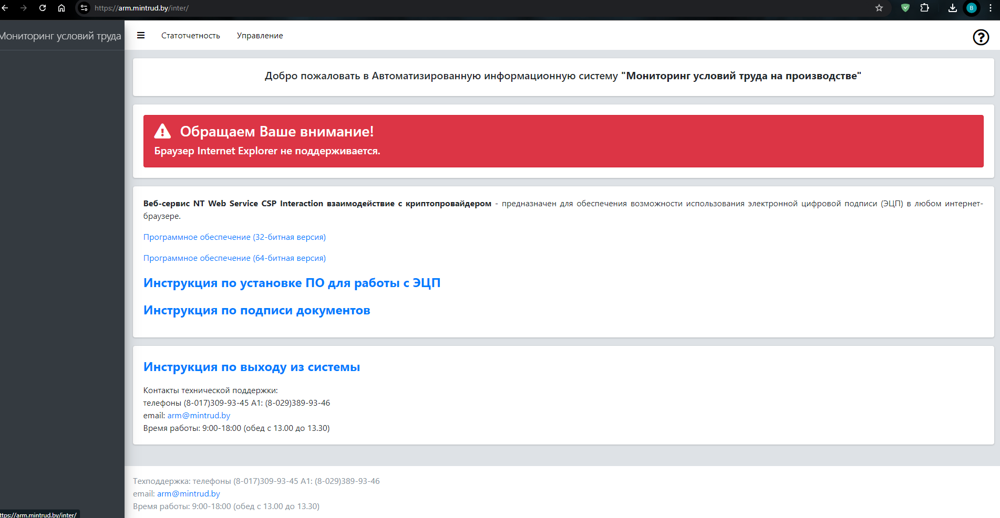 https://arm.mintrud.by/inter/
B
Мониторинг условий труда
Статотчетность Управление
Добро пожаловать в Автоматизированную информационную систему "Мониторинг условий труда на производстве"
Обращаем Ваше внимание!
Браузер Internet Explorer не поддерживается.
Веб-сервис NT Web Service CSP Interaction взаимодействие с криптопровайдером - предназначен для обеспечения возможности использования электронной цифровой подписи (ЭЦП) в любом интернет-
браузере.
Программное обеспечение (32-битная версия)
Программное обеспечение (64-битная версия)
Инструкция по установке ПО для работы с ЭЦП
Инструкция по подписи документов
Инструкция по выходу из системы
Контакты технической поддержки:
телефоны (8-017)309-93-45 A1: (8-029)389-93-46
email: arm@mintrud.by
Время работы: 9:00-18:00 (обед с 13.00 до 13.30)
Техподдержка: телефоны (8-017)309-93-45 A1: (8-029)389-93-46
email: arm@mintrud.by
Время работы: 9:00-18:00 (обед с 13.00 до 13.30)
ttps://arm.mintrud.by/inter/